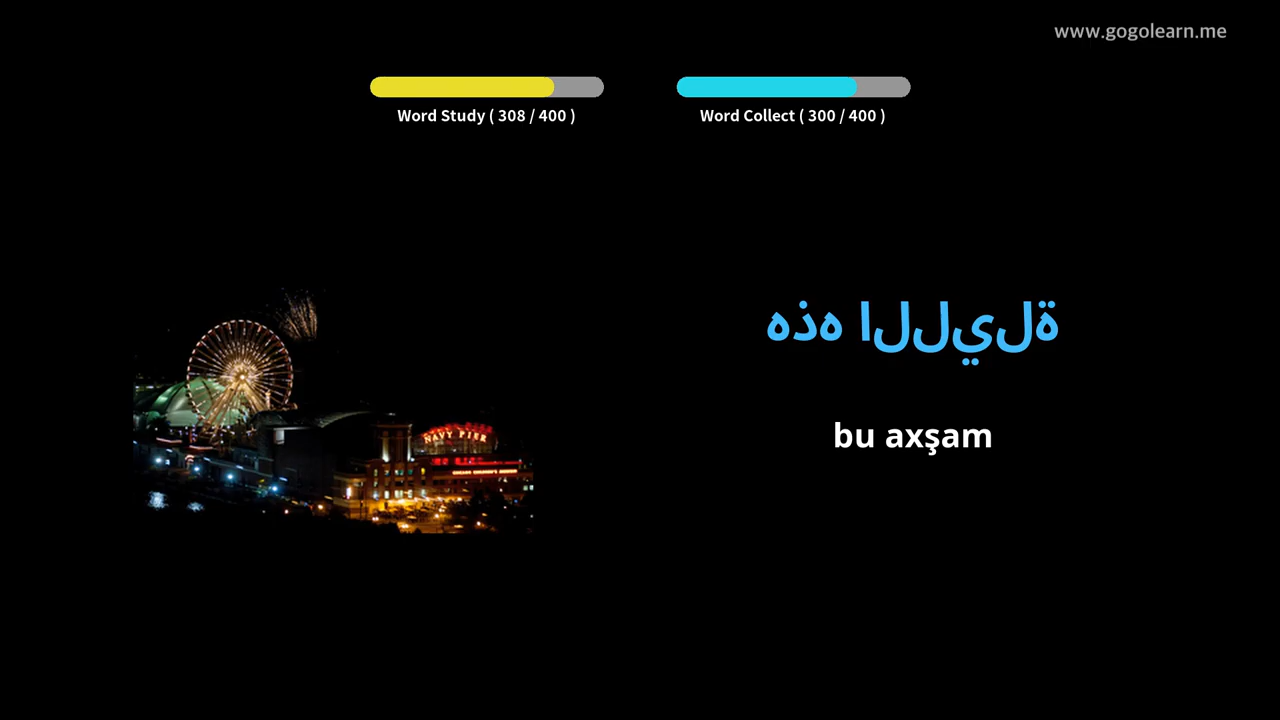 www.gogolearn.me
Word Study ( 308 / 400 )
Word Collect ( 300 / 400 )
هذه الليلة
bu axşam
NAVY PIER